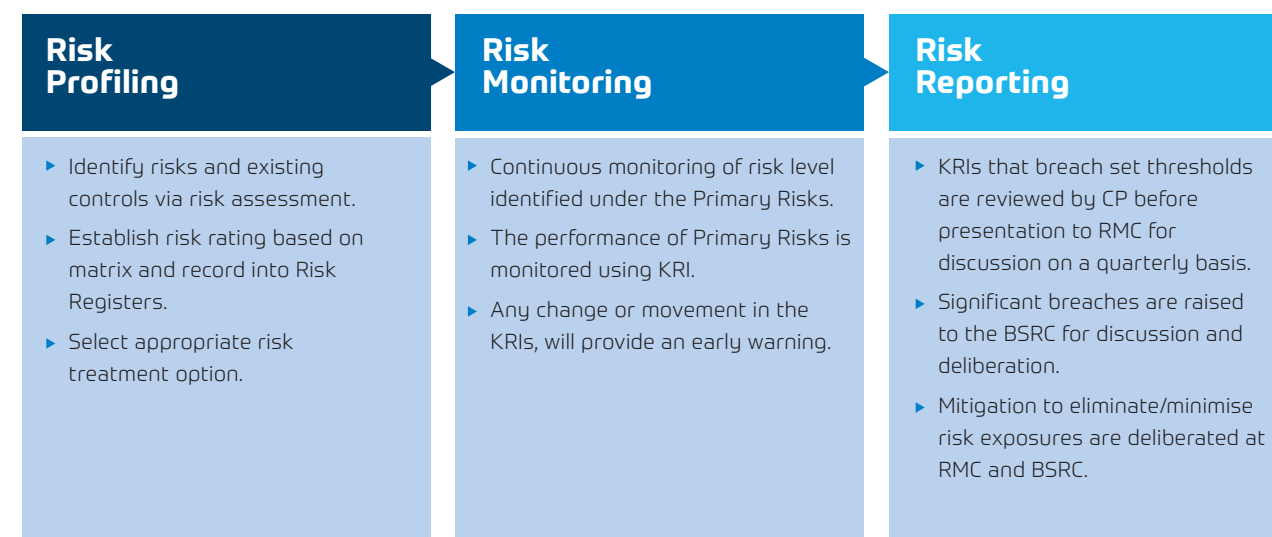 Risk
Profiling
Identify risks and existing
controls via risk assessment.
Establish risk rating based on
matrix and record into Risk
Registers.
Select appropriate risk
treatment option.
Risk
Monitoring
Continuous monitoring of risk level
identified under the Primary Risks.
The performance of Primary Risks is
monitored using KRI.
Any change or movement in the
KRIs, will provide an early warning.
Risk
Reporting
KRIs that breach set thresholds
are reviewed by CP before
presentation to RMC for
discussion on a quarterly basis.
Significant breaches are raised
to the BSRC for discussion and
deliberation.
Mitigation to eliminate/minimise
risk exposures are deliberated at
RMC and BSRC.